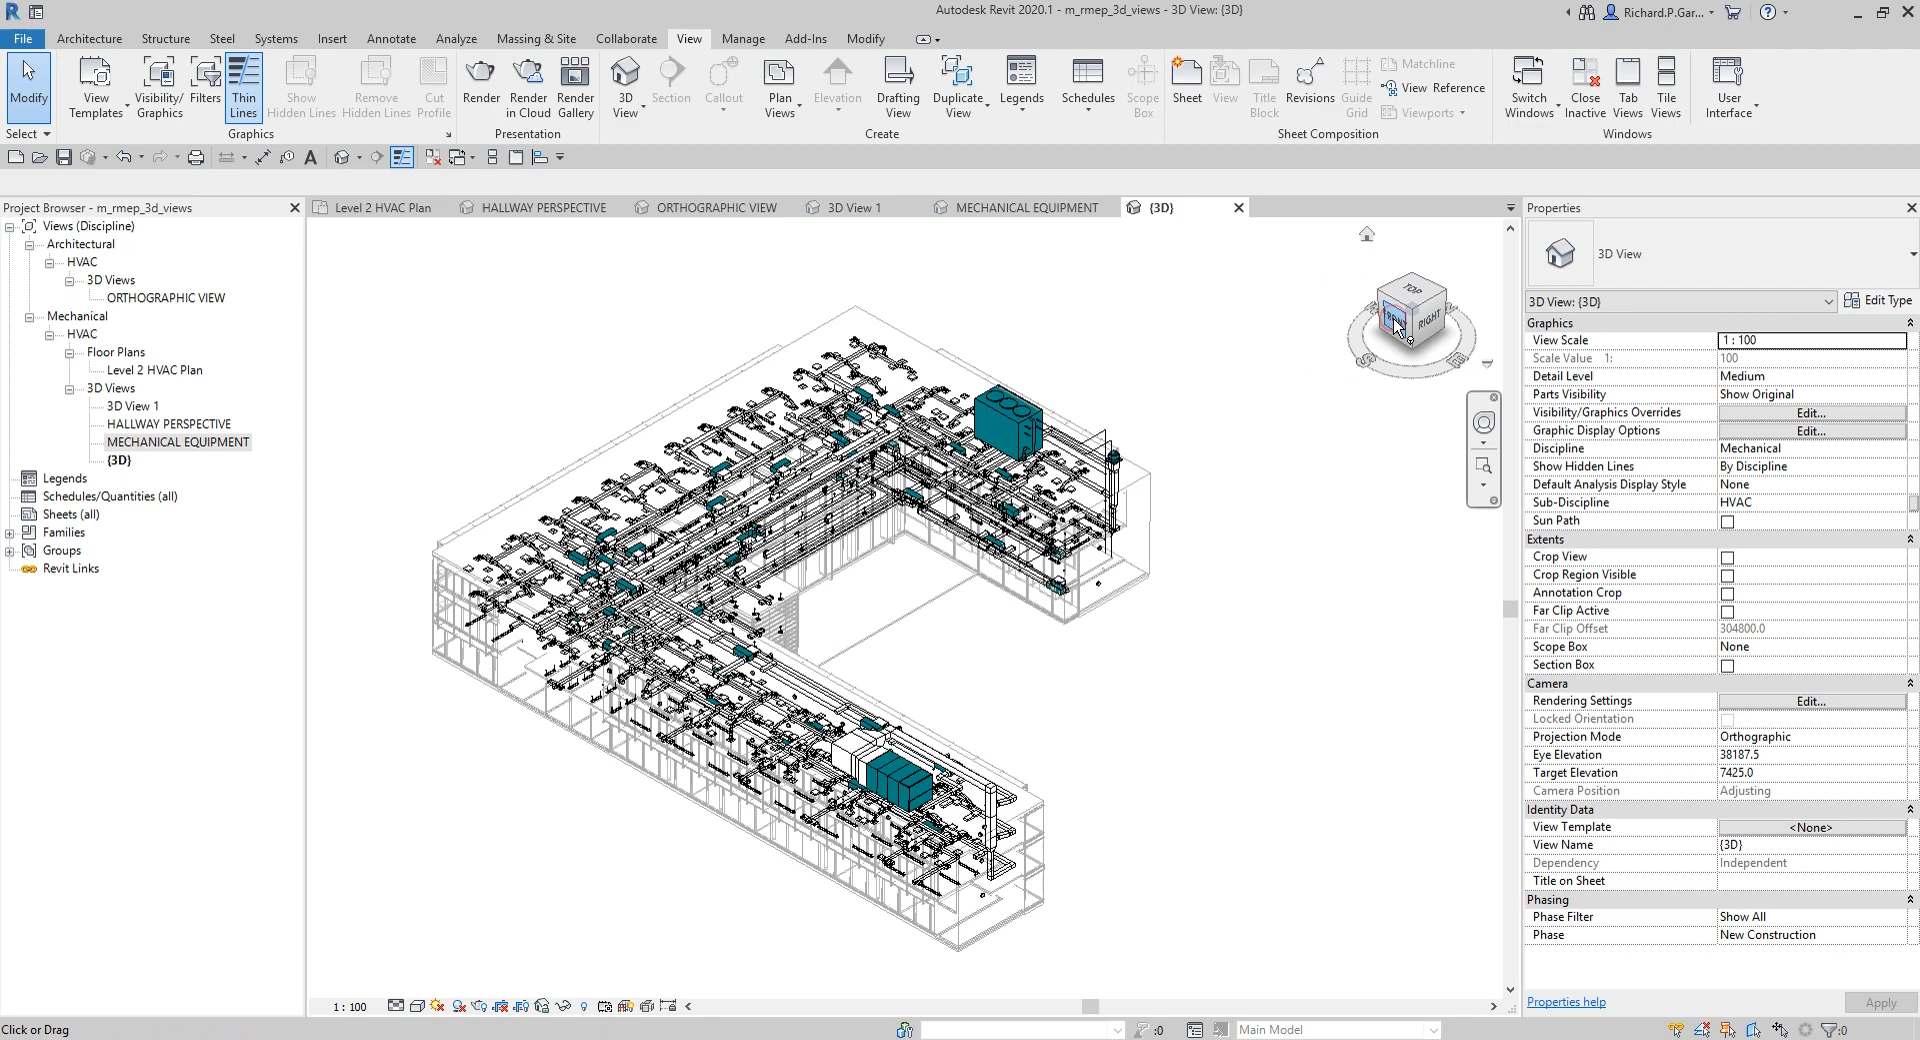 Autodesk Revit 2020.1 - m_rmep_3d_views - 3D View: {3D}
Richard.P.Gar...
File Architecture Structure Steel Systems Insert Annotate Analyze Massing & Site Collaborate View Manage Add-Ins Modify
Modify
View Templates
Visibility/ Graphics
Filters
Thin Lines
Show Hidden Lines
Remove Hidden Lines
Cut Profile
Render
Render in Cloud
Render Gallery
3D View
Section
Callout
Plan Views
Elevation
Drafting View
Duplicate View
Legends
Schedules
Scope Box
Sheet
View
Title Block
Revisions
Guide Grid
Matchline
View Reference
Viewports
Switch Windows
Close Inactive
Tab Views
Tile Views
User Interface
Select
Graphics
Presentation
Create
Sheet Composition
Windows
Project Browser - m_rmep_3d_views
Views (Discipline)
Architectural
HVAC
3D Views
ORTHOGRAPHIC VIEW
Mechanical
HVAC
Floor Plans
Level 2 HVAC Plan
3D Views
3D View 1
HALLWAY PERSPECTIVE
MECHANICAL EQUIPMENT
{3D}
Legends
Schedules/Quantities (all)
Sheets (all)
Families
Groups
Revit Links
Level 2 HVAC Plan
HALLWAY PERSPECTIVE
ORTHOGRAPHIC VIEW
3D View 1
MECHANICAL EQUIPMENT
{3D}
TOP
FRONT
RIGHT
Properties
3D View
3D View: {3D}
Edit Type
Graphics
View Scale 1 : 100
Scale Value 1: 100
Detail Level Medium
Parts Visibility Show Original
Visibility/Graphics Overrides Edit...
Graphic Display Options Edit...
Discipline Mechanical
Show Hidden Lines By Discipline
Default Analysis Display Style None
Sub-Discipline HVAC
Sun Path
Extents
Crop View
Crop Region Visible
Annotation Crop
Far Clip Active
Far Clip Offset 304800.0
Scope Box None
Section Box
Camera
Rendering Settings Edit...
Locked Orientation
Projection Mode Orthographic
Eye Elevation 38187.5
Target Elevation 7425.0
Camera Position Adjusting
Identity Data
View Template <None>
View Name {3D}
Dependency Independent
Title on Sheet
Phasing
Phase Filter Show All
Phase New Construction
Properties help
Apply
1 : 100
Click or Drag
:0
Main Model
:0